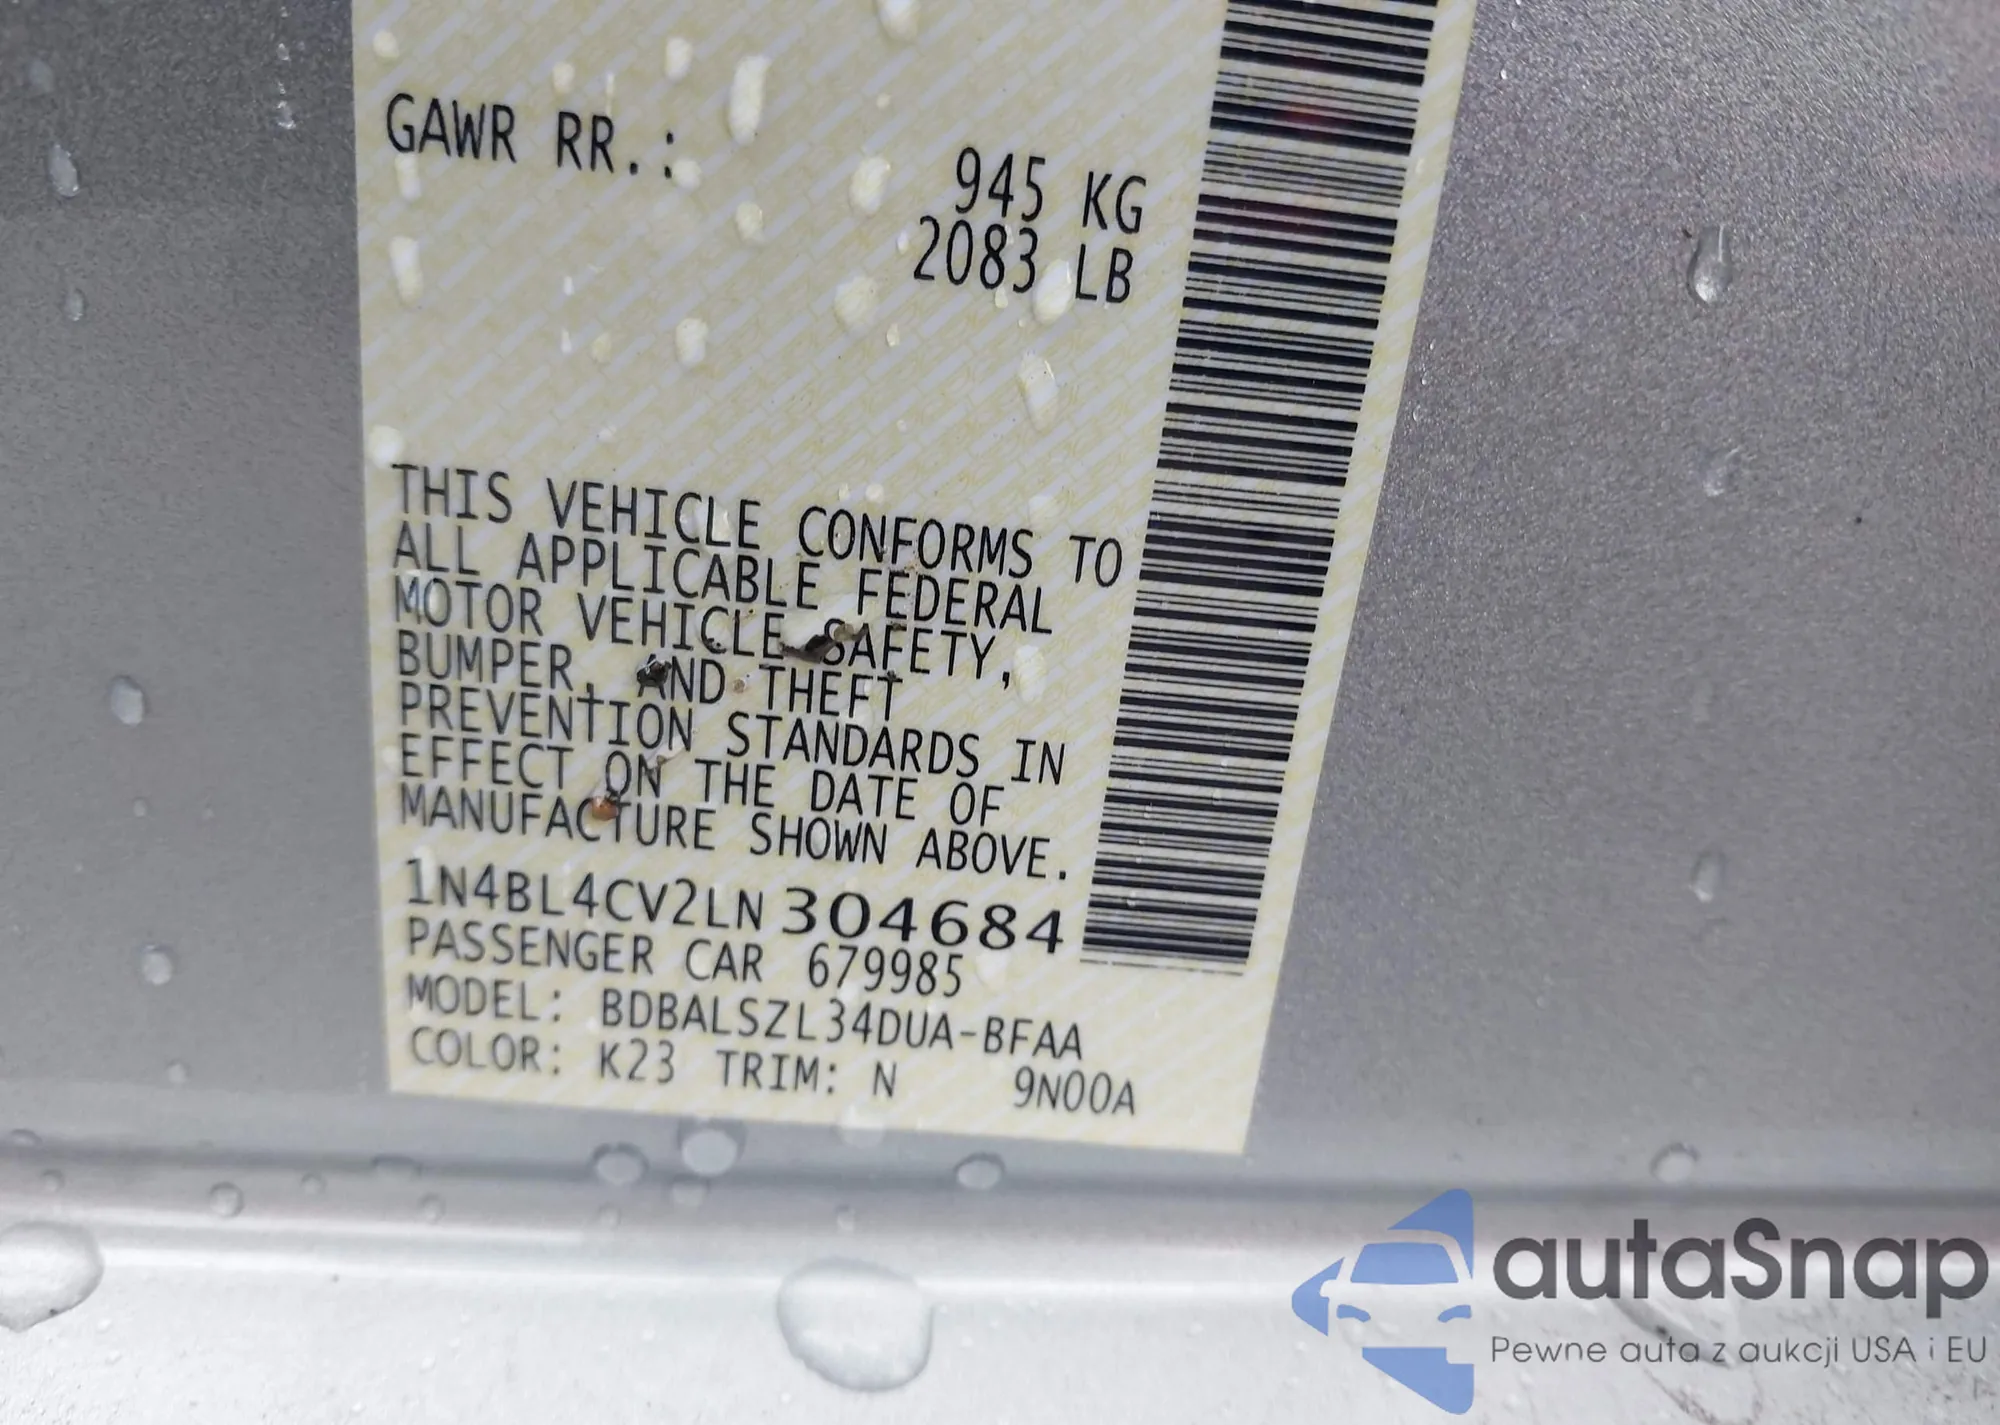 GAWR RR.:
945 KG
2083 LB
THIS VEHICLE CONFORMS TO
ALL APPLICABLE FEDERAL
MOTOR VEHICLE SAFETY,
BUMPER, AND THEFT
PREVENTION STANDARDS IN
EFFECT ON THE DATE OF
MANUFACTURE SHOWN ABOVE.
1N4BL4CV2LN304684
PASSENGER CAR 679985
MODEL: BDBALSZL34DUA-BFAA
COLOR: K23 TRIM: N 9N00A
autaSnap
Pewne auta z aukcji USA i EU